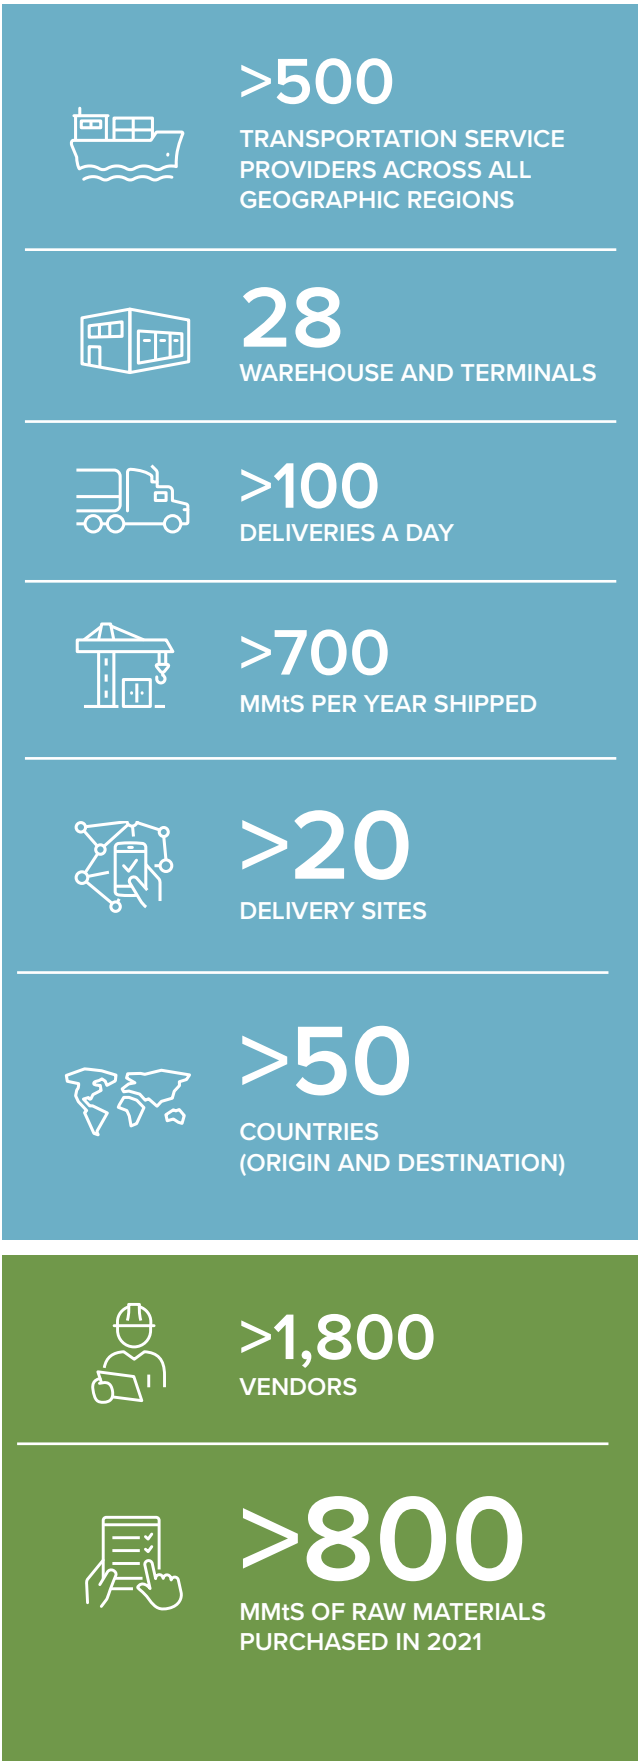 >500
TRANSPORTATION SERVICE
PROVIDERS ACROSS ALL
GEOGRAPHIC REGIONS
28
WAREHOUSE AND TERMINALS
>100
DELIVERIES A DAY
>700
MMtS PER YEAR SHIPPED
>20
DELIVERY SITES
>50
COUNTRIES
(ORIGIN AND DESTINATION)
>1,800
VENDORS
>800
MMtS OF RAW MATERIALS
PURCHASED IN 2021